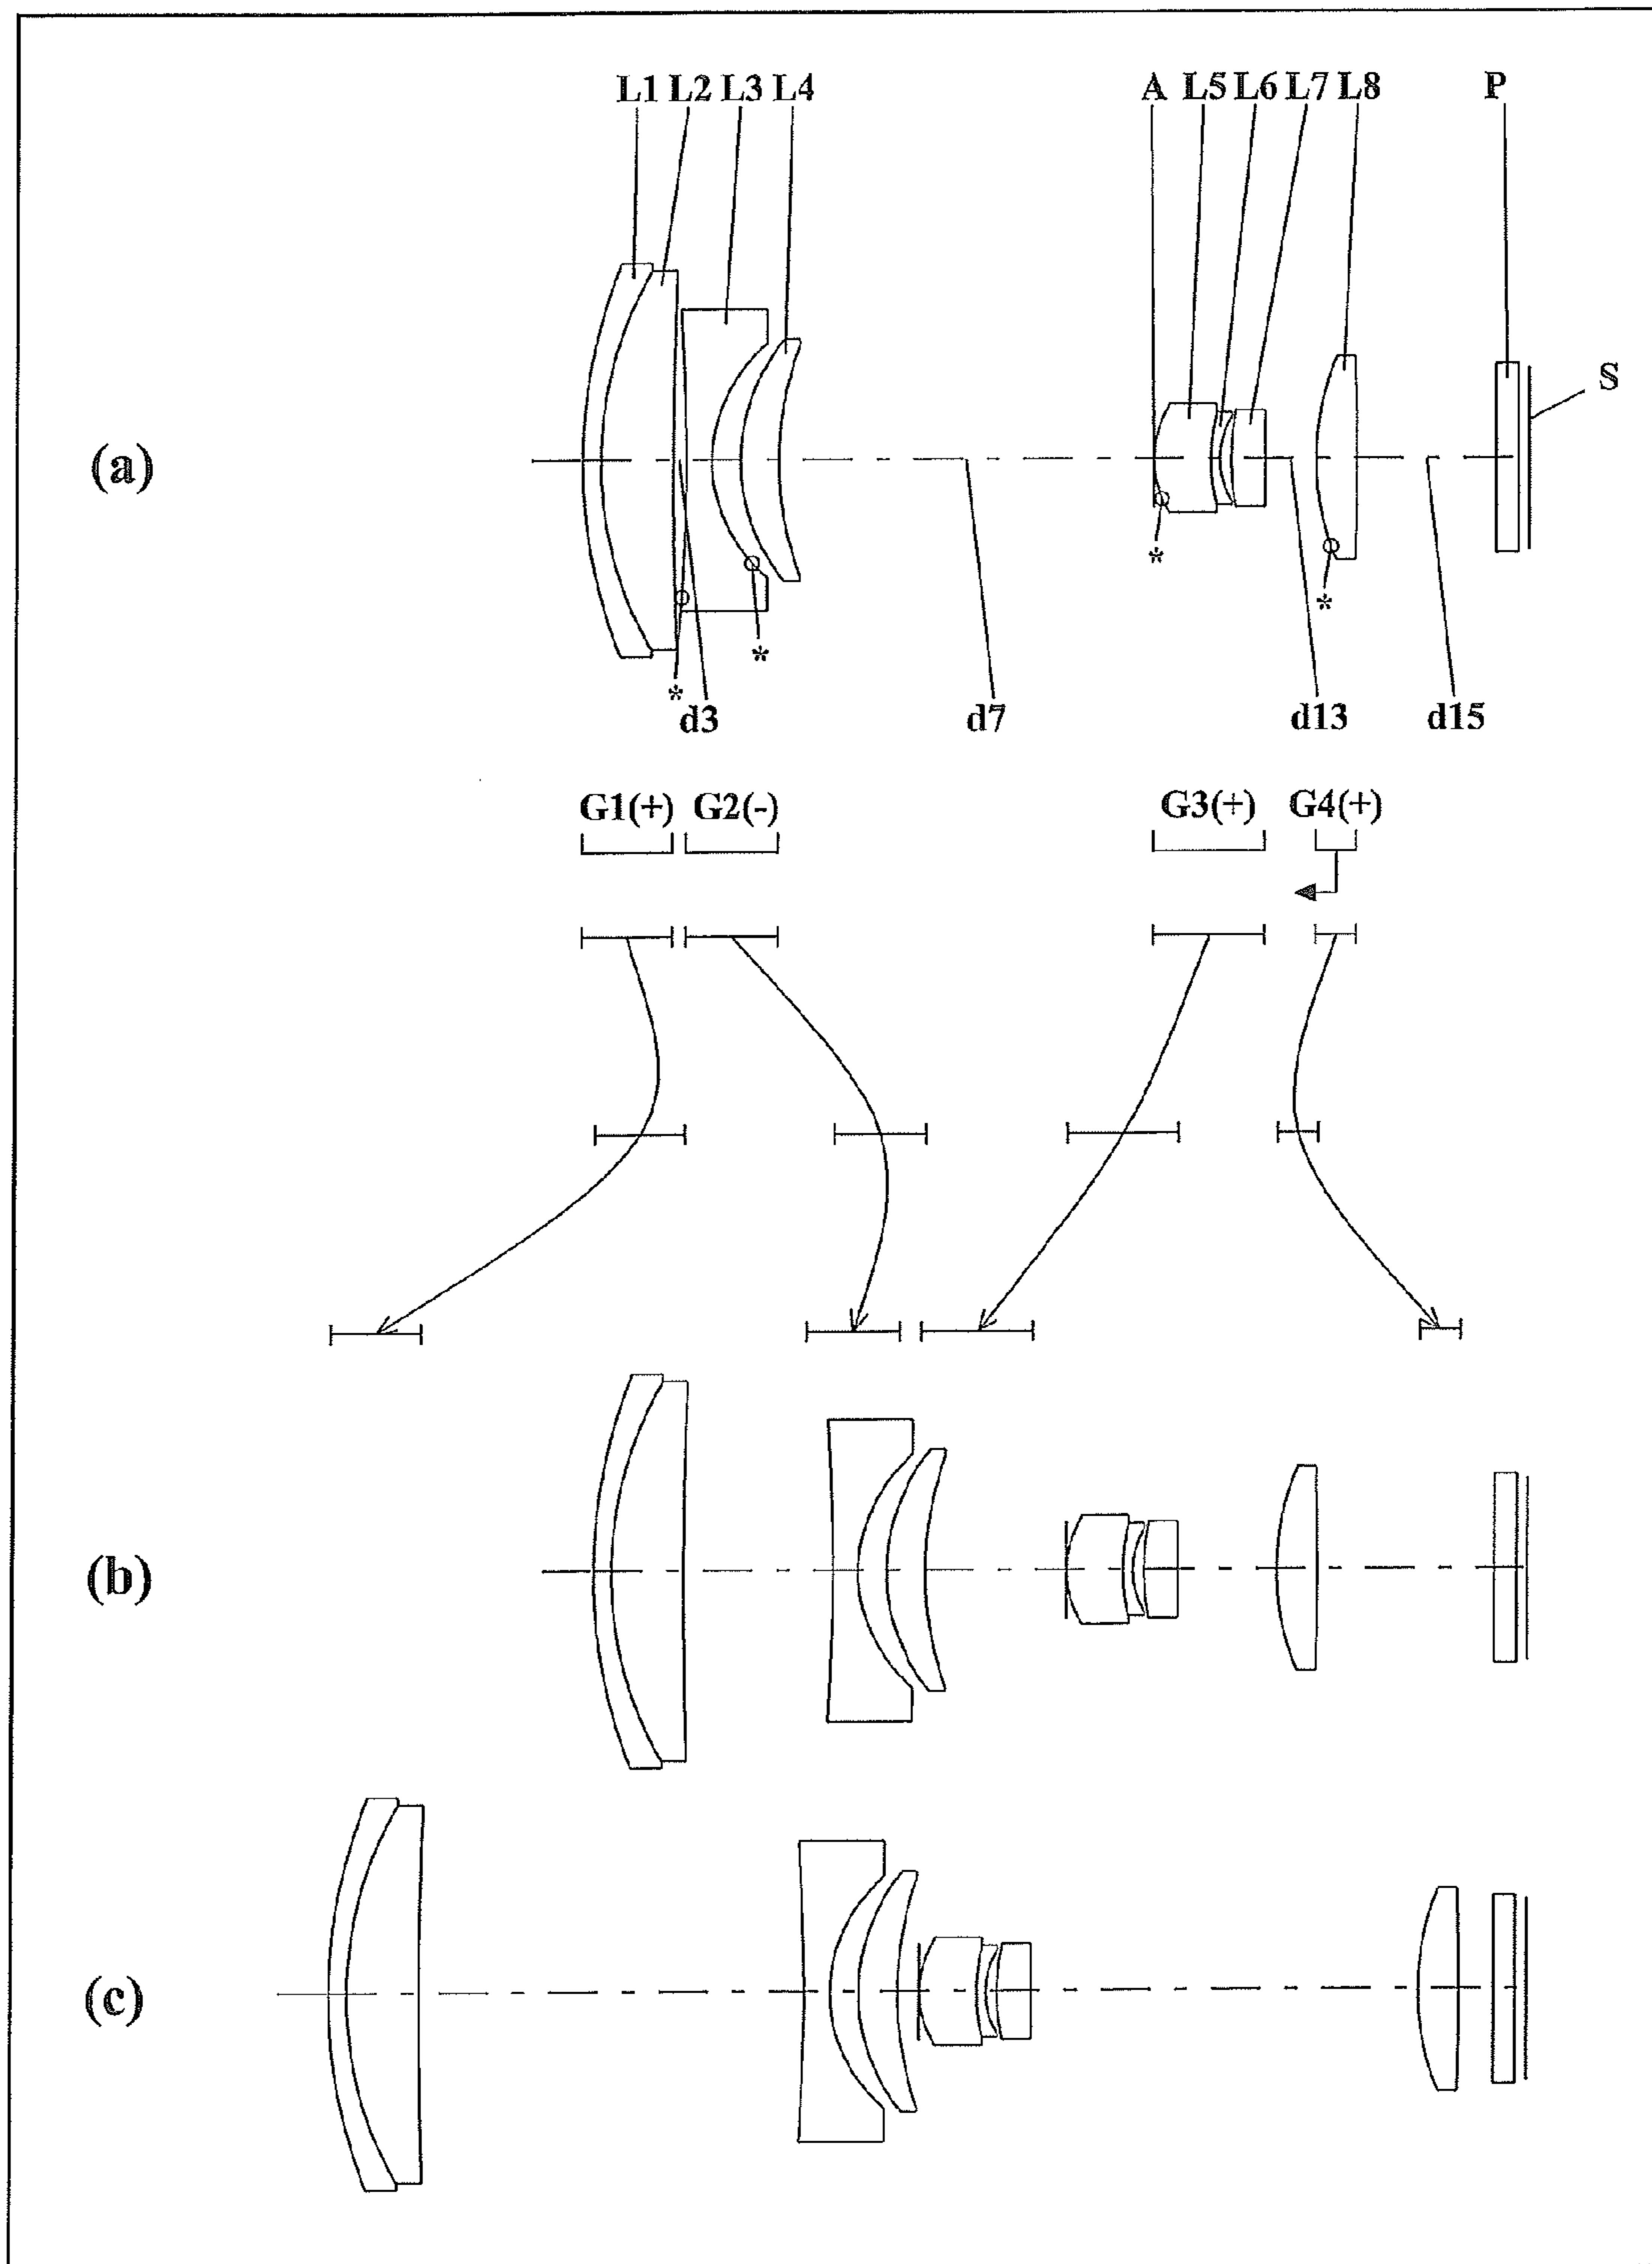 L1 L2 L3 L4 A L5 L6 L7 L8 P
S
(a)
* * * *
d3 d7 d13 d15
G1(+) G2(-) G3(+) G4(+)
(b)
(c)